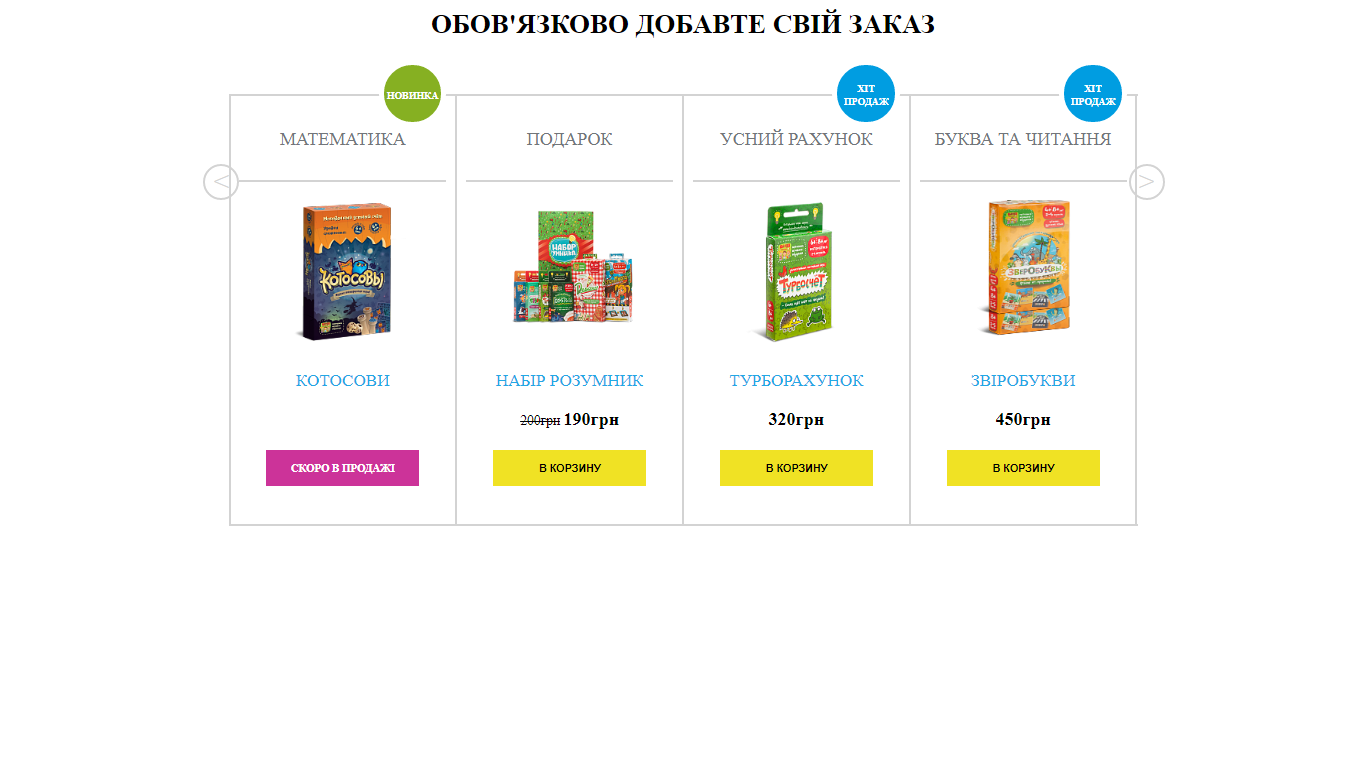 ОБОВ'ЯЗКОВО ДОБАВТЕ СВІЙ ЗАКАЗ
НОВИНКА
ХІТ
ПРОДАЖ
ХІТ
ПРОДАЖ
МАТЕМАТИКА
ПОДАРОК
УСНИЙ РАХУНОК
БУКВА ТА ЧИТАННЯ
<
>
КОТОСОВЫ
НАБОР
УМНИЦА
ТУРБОСЧЕТ
ЗВЕРОБУКВЫ
КОТОСОВИ
НАБІР РОЗУМНИК
ТУРБОРАХУНОК
ЗВІРОБУКВИ
200грн 190грн
320грн
450грн
СКОРО В ПРОДАЖІ
В КОРЗИНУ
В КОРЗИНУ
В КОРЗИНУ